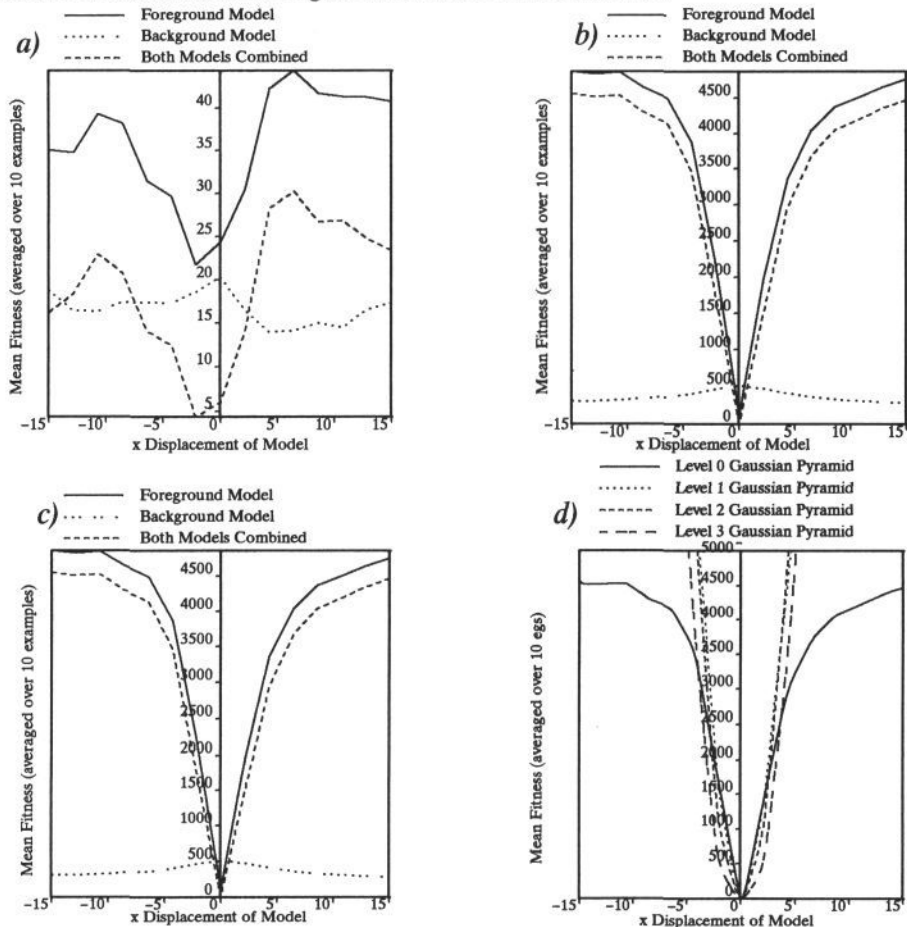 a)
Foreground Model
Background Model
Both Models Combined
Mean Fitness (averaged over 10 examples)
40
35
30
25
20
15
10
5
-15 -10' -5' 0 5' 10' 15'
x Displacement of Model
b)
Foreground Model
Background Model
Both Models Combined
Mean Fitness (averaged over 10 examples)
4500
4000
3500
3000
2500
2000
1500
1000
500
0
-15 -10' -5' 0' 5' 10' 15'
x Displacement of Model
c)
Foreground Model
Background Model
Both Models Combined
Mean Fitness (averaged over 10 examples)
4500
4000
3500
3000
2500
2000
1500
1000
500
0
-15 -10' -5' 0' 5' 10' 15'
x Displacement of Model
d)
Level 0 Gaussian Pyramid
Level 1 Gaussian Pyramid
Level 2 Gaussian Pyramid
Level 3 Gaussian Pyramid
Mean Fitness (averaged over 10 egs)
5000
4500
4000
3500
3000
2500
2000
1500
1000
500
0
-15 -10' -5' 0' 5' 10' 15'
x Displacement of Model